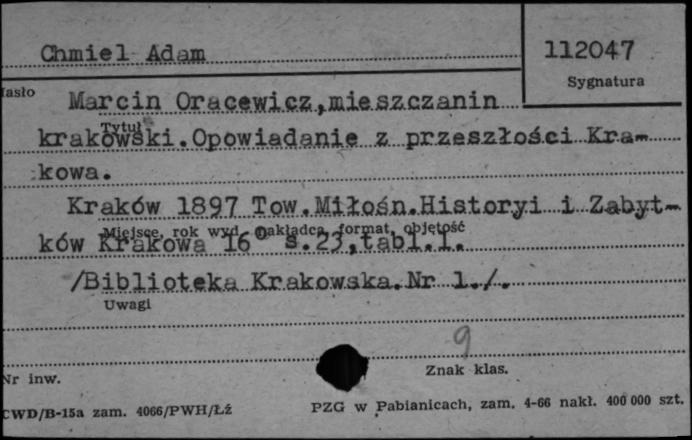 Chmiel Adam
112047
Sygnatura
Hasło
Marcin Oracewicz,mieszczanin
Tytuł
krakowski.Opowiadanie z przeszłości Kra-
kowa.
Kraków 1897 Tow.Miłośn.Historyi i Zabyt-
Miejsce, rok wyd., nakładca, format, objętość
ków Krakowa 16° s.23,tabl.1.
/Biblioteka Krakowska.Nr 1./.
Uwagi
9
Nr inw.
Znak klas.
CWD/B-15a zam. 4066/PWH/Łź
PZG w Pabianicach, zam. 4-66 nakł. 400 000 szt.